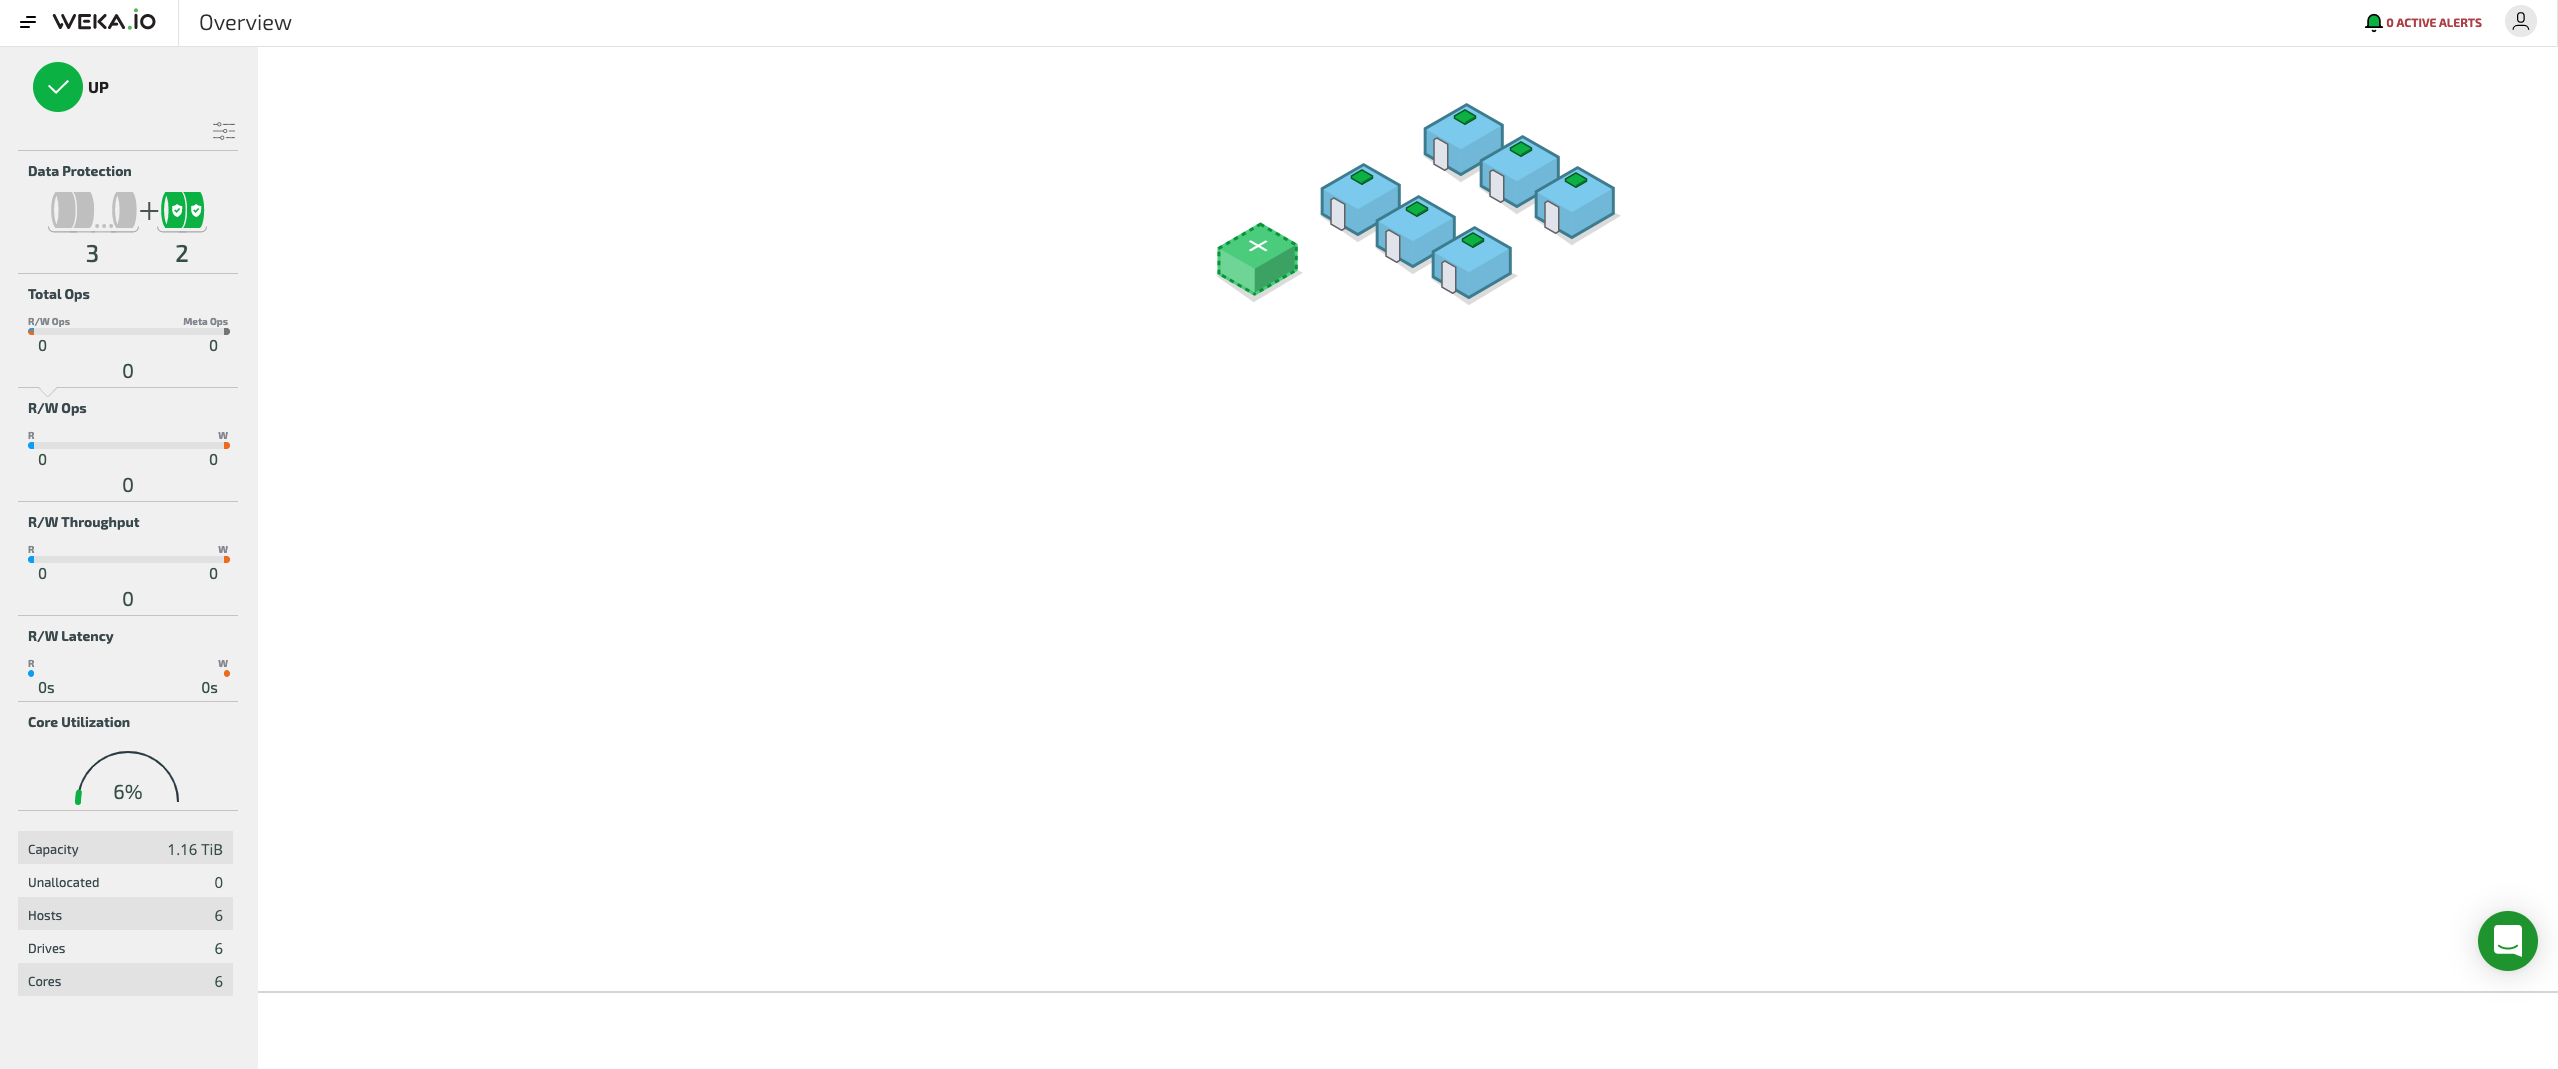 WEKA.iO
Overview
0 ACTIVE ALERTS
UP
Data Protection
3 2
Total Ops
R/W Ops Meta Ops
0 0
0
R/W Ops
R W
0 0
0
R/W Throughput
R W
0 0
0
R/W Latency
R W
0s 0s
Core Utilization
6%
Capacity 1.16 TiB
Unallocated 0
Hosts 6
Drives 6
Cores 6